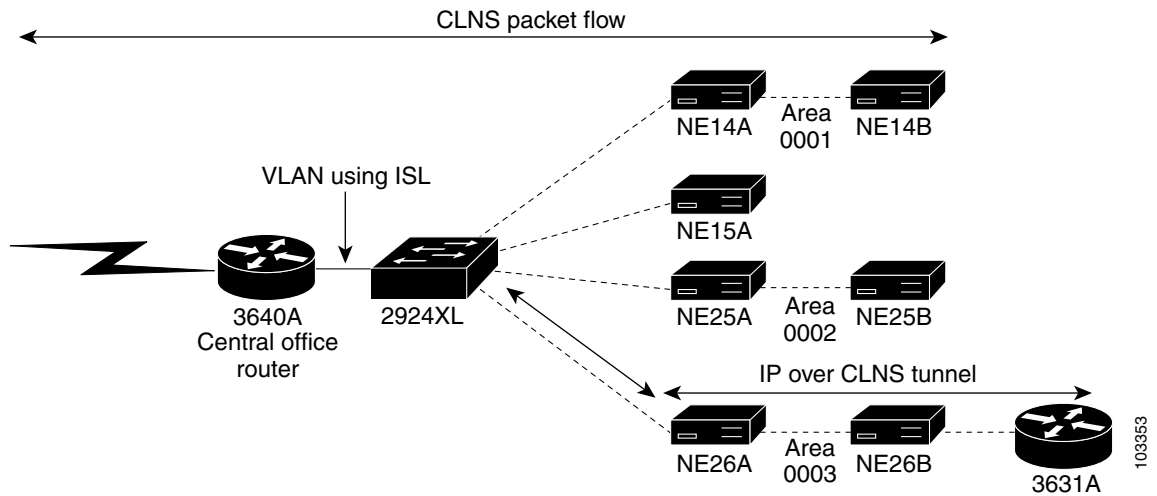 CLNS packet flow
NE14A
Area
0001
NE14B
VLAN using ISL
NE15A
3640A
Central office
router
2924XL
NE25A
Area
0002
NE25B
IP over CLNS tunnel
NE26A
Area
0003
NE26B
3631A
103353